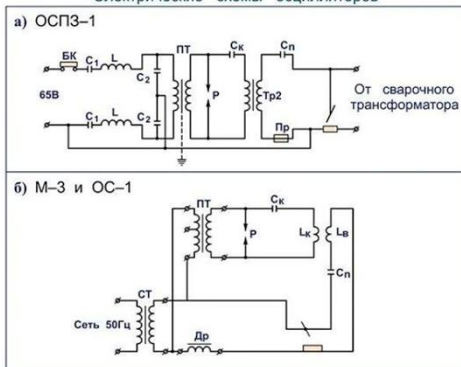 Электрические схемы осцилляторов
а) ОСПЗ–1
БК
C1
L
C2
ПТ
Cк
Cп
65В
P
Тр2
От сварочного
трансформатора
C1
L
C2
Пр
б) М–3 и ОС–1
ПТ
Cк
P
Lк
Lв
Cп
СТ
Сеть 50Гц
Др